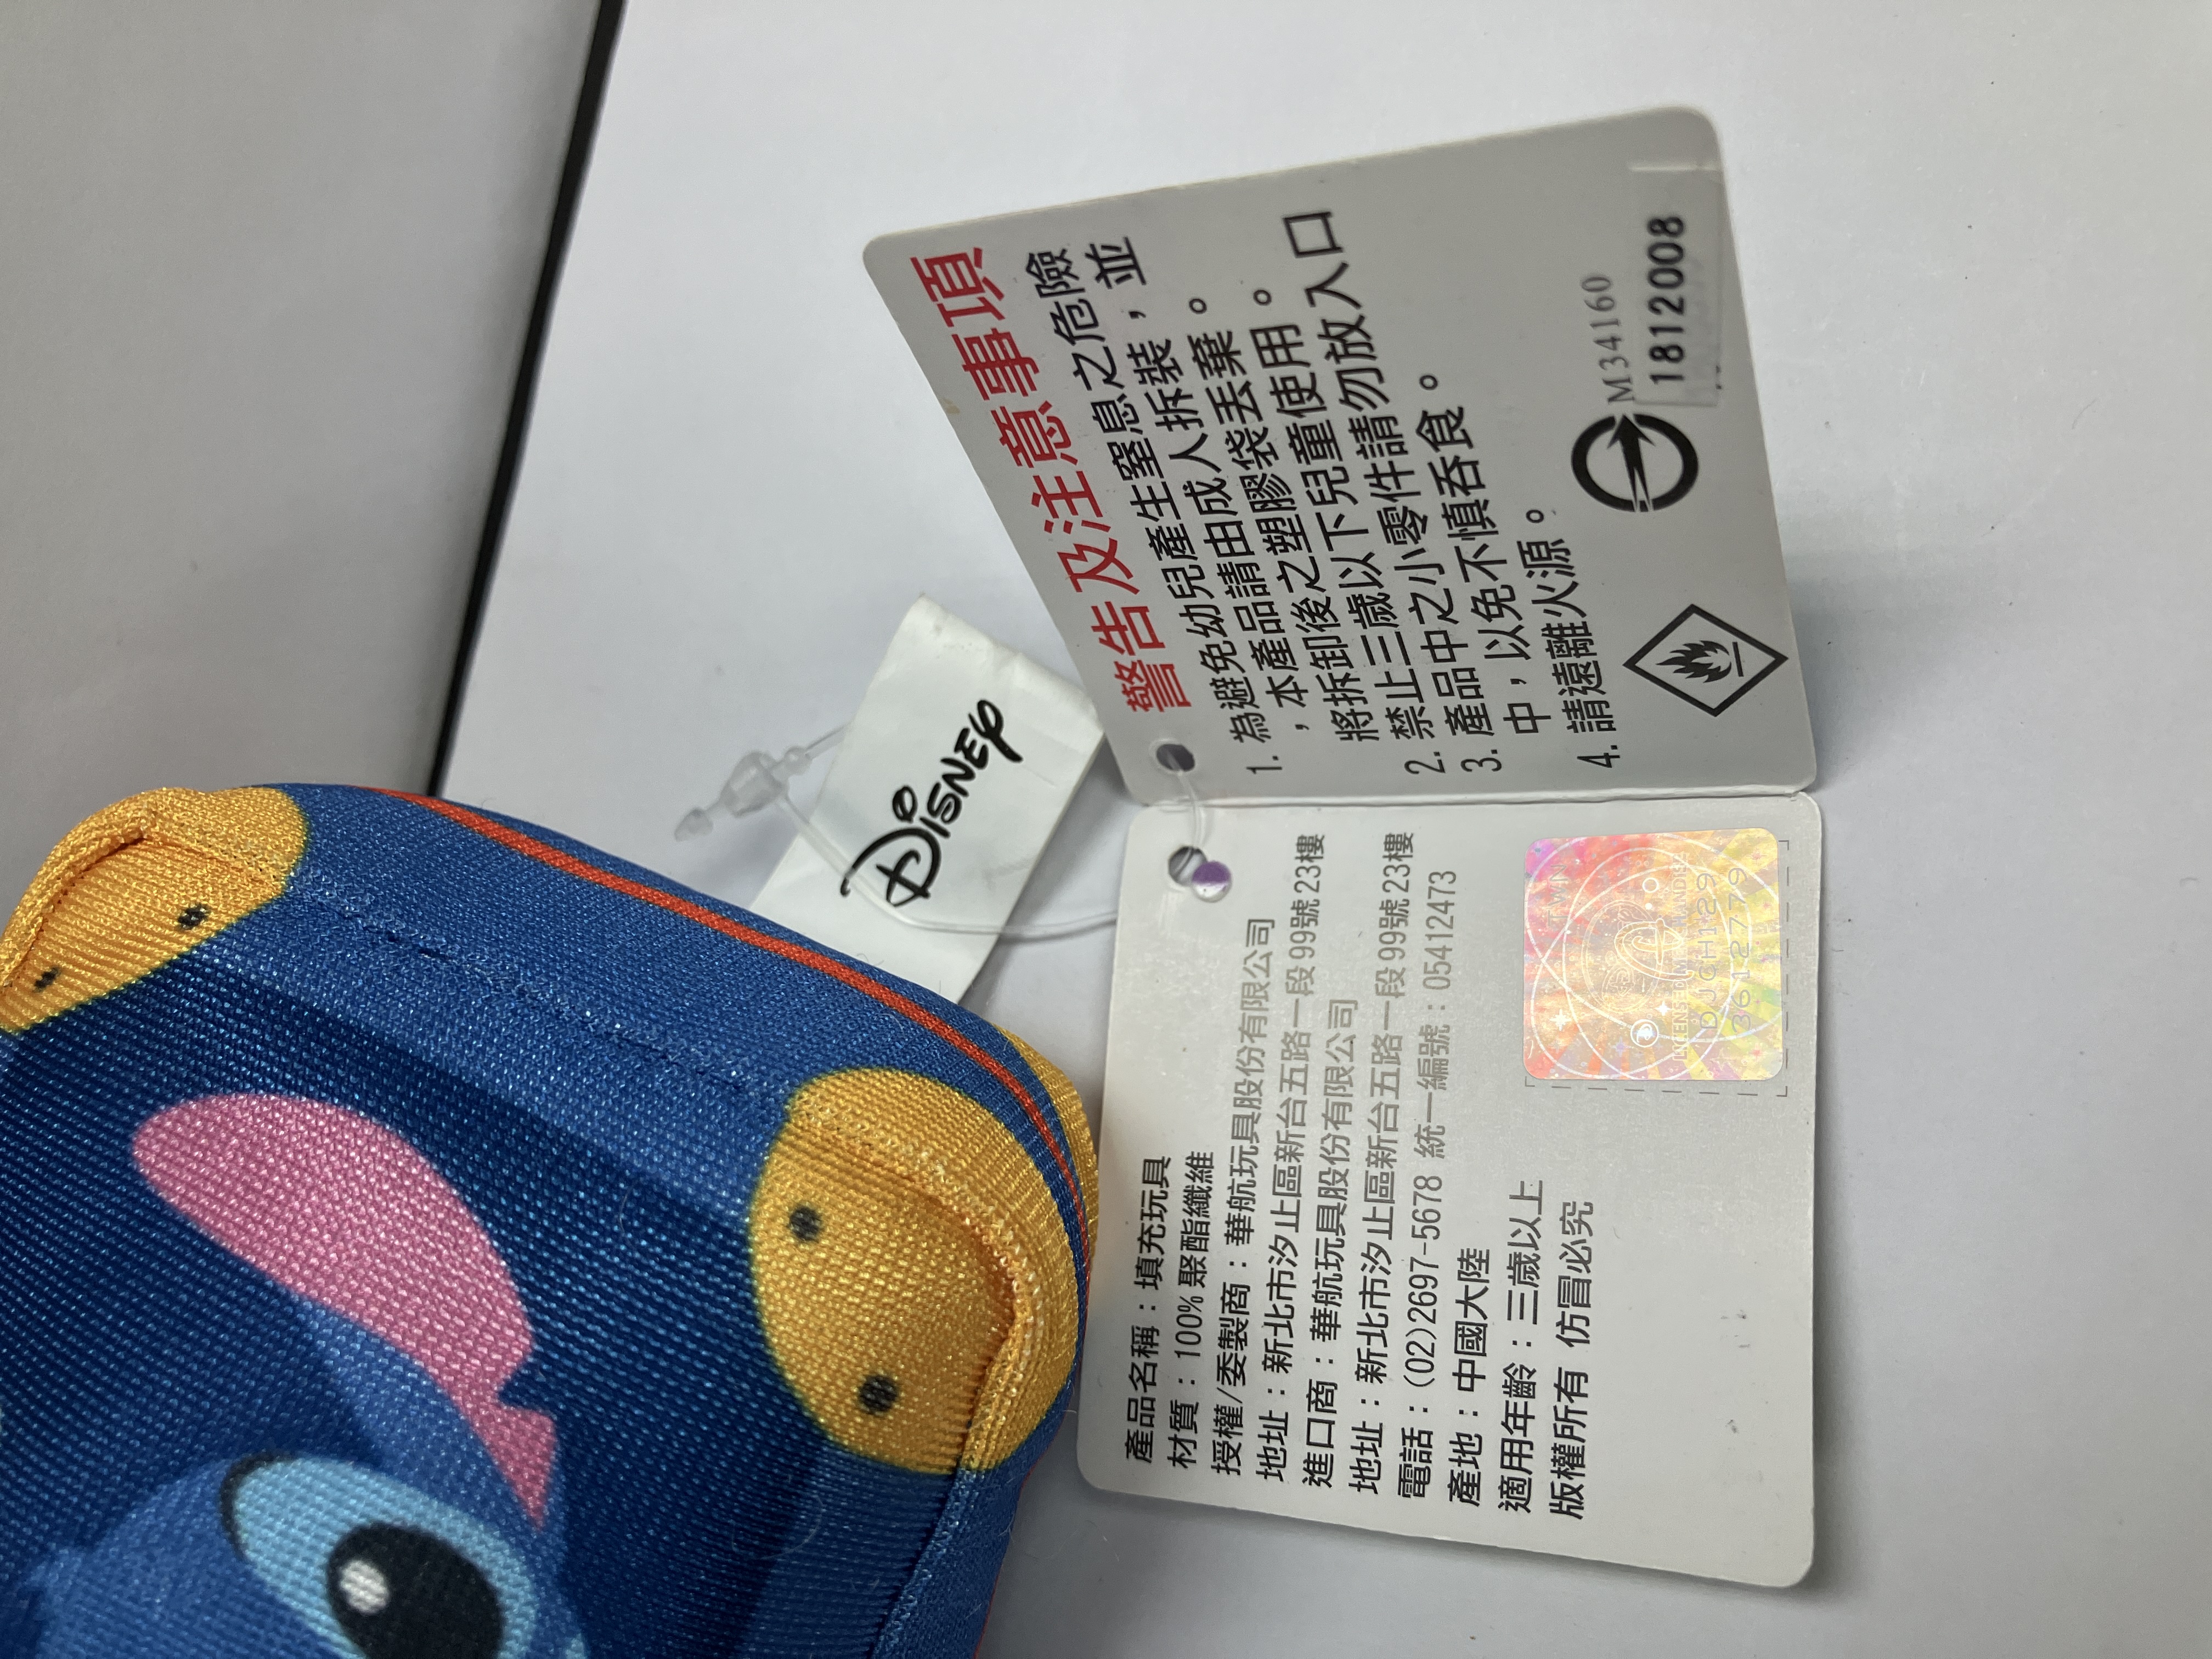 警告及注意事項
1. 為避免幼兒產生窒息之危險
，本產品請由成人拆裝，並
將拆卸後之塑膠袋丟棄。
2. 禁止三歲以下兒童使用。
3. 產品中之小零件請勿放入口
中，以免不慎吞食。
4. 請遠離火源。
M34160
1812008
DISNEY
產品名稱：填充玩具
材質：100% 聚酯纖維
授權/委製商：華航玩具股份有限公司
地址：新北市汐止區新台五路一段99號23樓
進口商：華航玩具股份有限公司
地址：新北市汐止區新台五路一段99號23樓
電話：(02)2697-5678 統一編號：05412473
產地：中國大陸
適用年齡：三歲以上
版權所有 仿冒必究
TWN
DJCH129
36127779